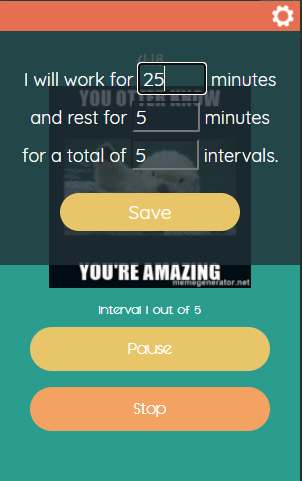 I will work for 25 minutes
YOU OTTER KNOW
and rest for 5 minutes
for a total of 5 intervals.
Save
YOU'RE AMAZING
memegenerator.net
Interval 1 out of 5
Pause
Stop